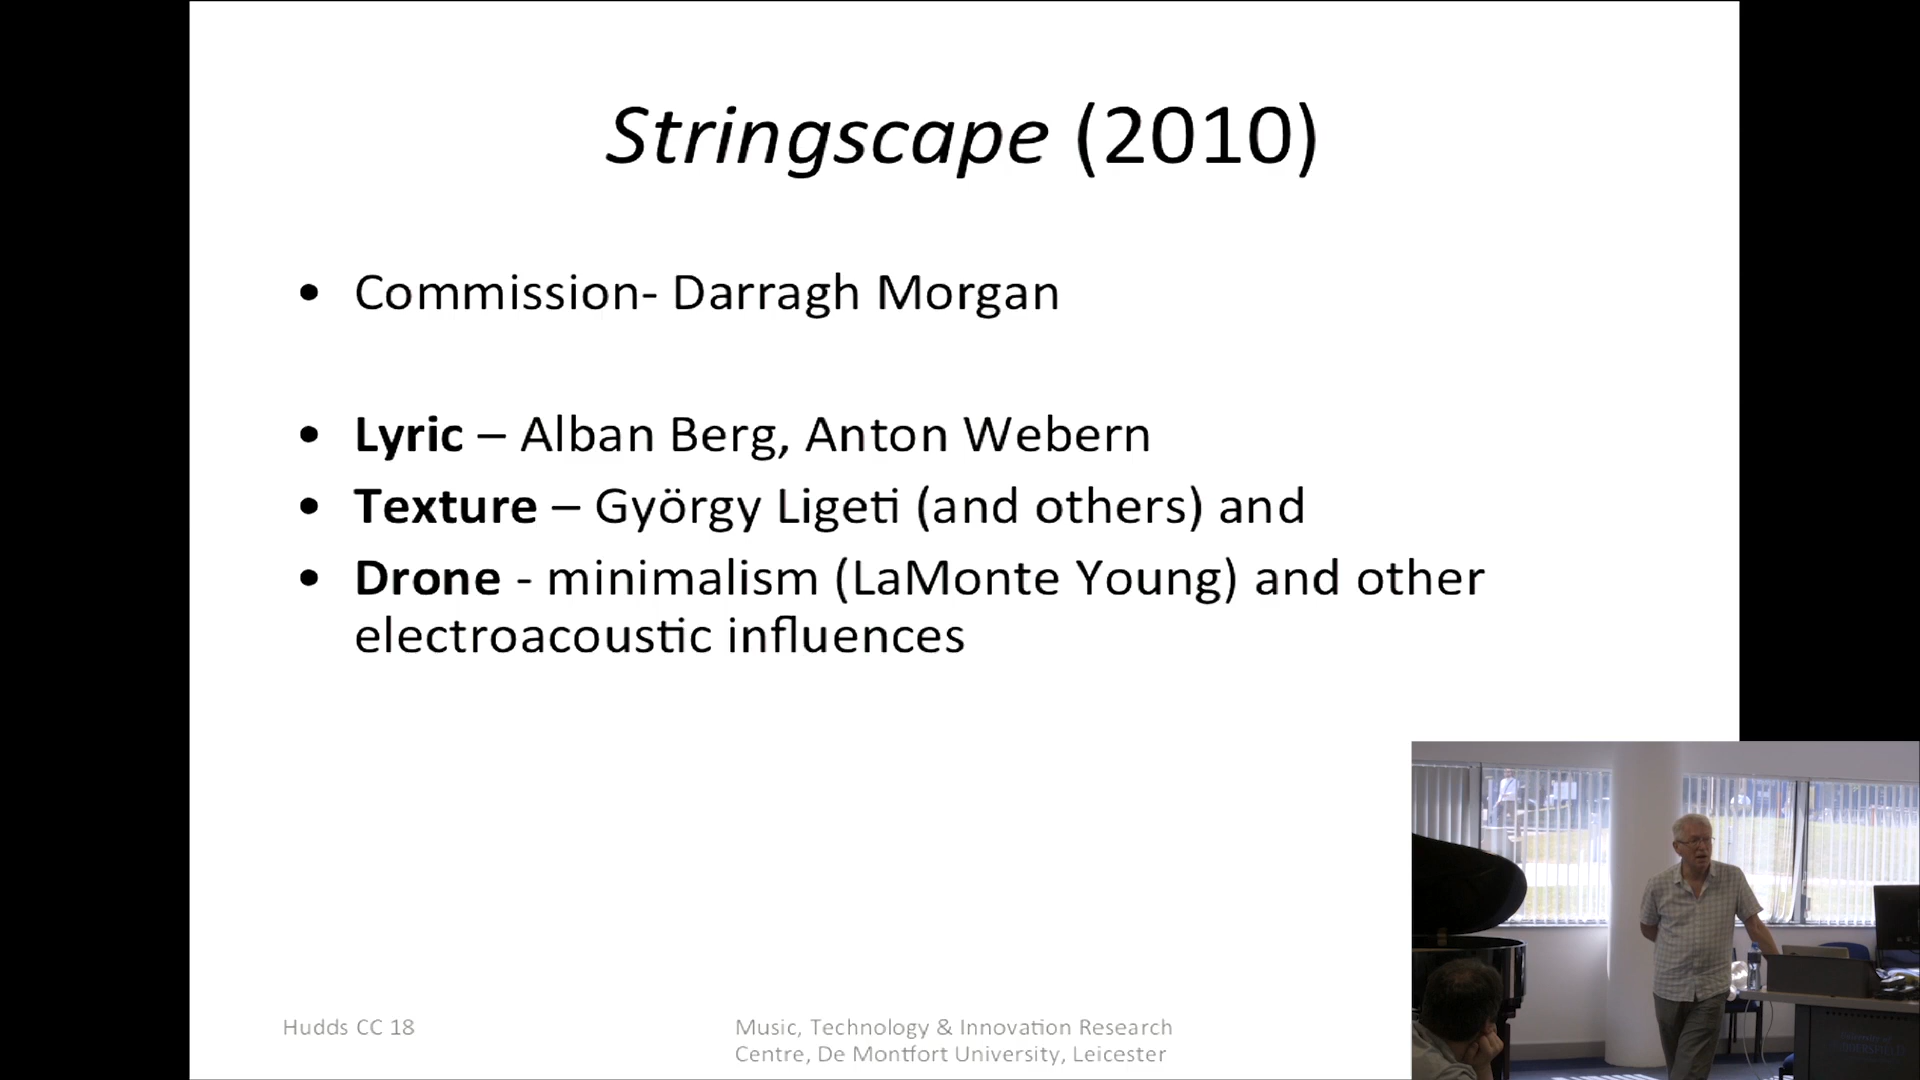 Stringscape (2010)
• Commission- Darragh Morgan
• Lyric – Alban Berg, Anton Webern
• Texture – György Ligeti (and others) and
• Drone - minimalism (LaMonte Young) and other
electroacoustic influences
Hudds CC 18
Music, Technology & Innovation Research
Centre, De Montfort University, Leicester